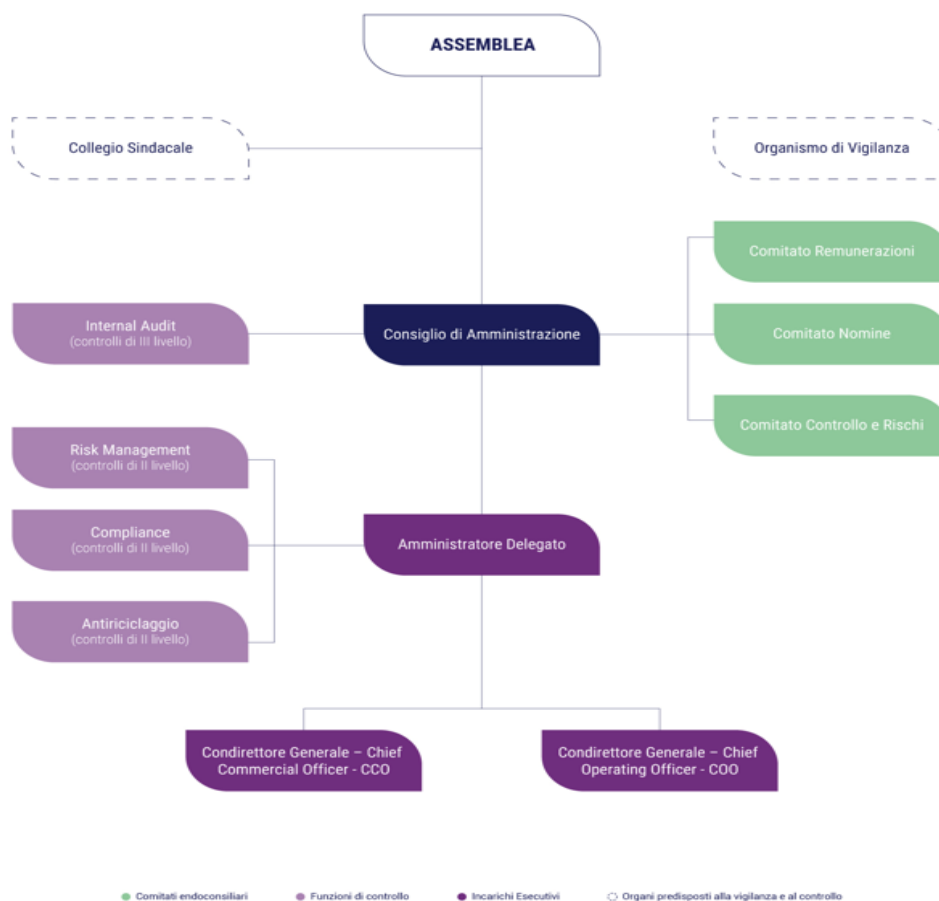 ASSEMBLEA
Collegio Sindacale
Organismo di Vigilanza
Comitato Remunerazioni
Internal Audit
(controlli di III livello)
Consiglio di Amministrazione
Comitato Nomine
Comitato Controllo e Rischi
Risk Management
(controlli di II livello)
Compliance
(controlli di II livello)
Amministratore Delegato
Antiriciclaggio
(controlli di II livello)
Condirettore Generale – Chief
Commercial Officer - CCO
Condirettore Generale – Chief
Operating Officer - COO
Comitati endoconsiliari
Funzioni di controllo
Incarichi Esecutivi
Organi predisposti alla vigilanza e al controllo